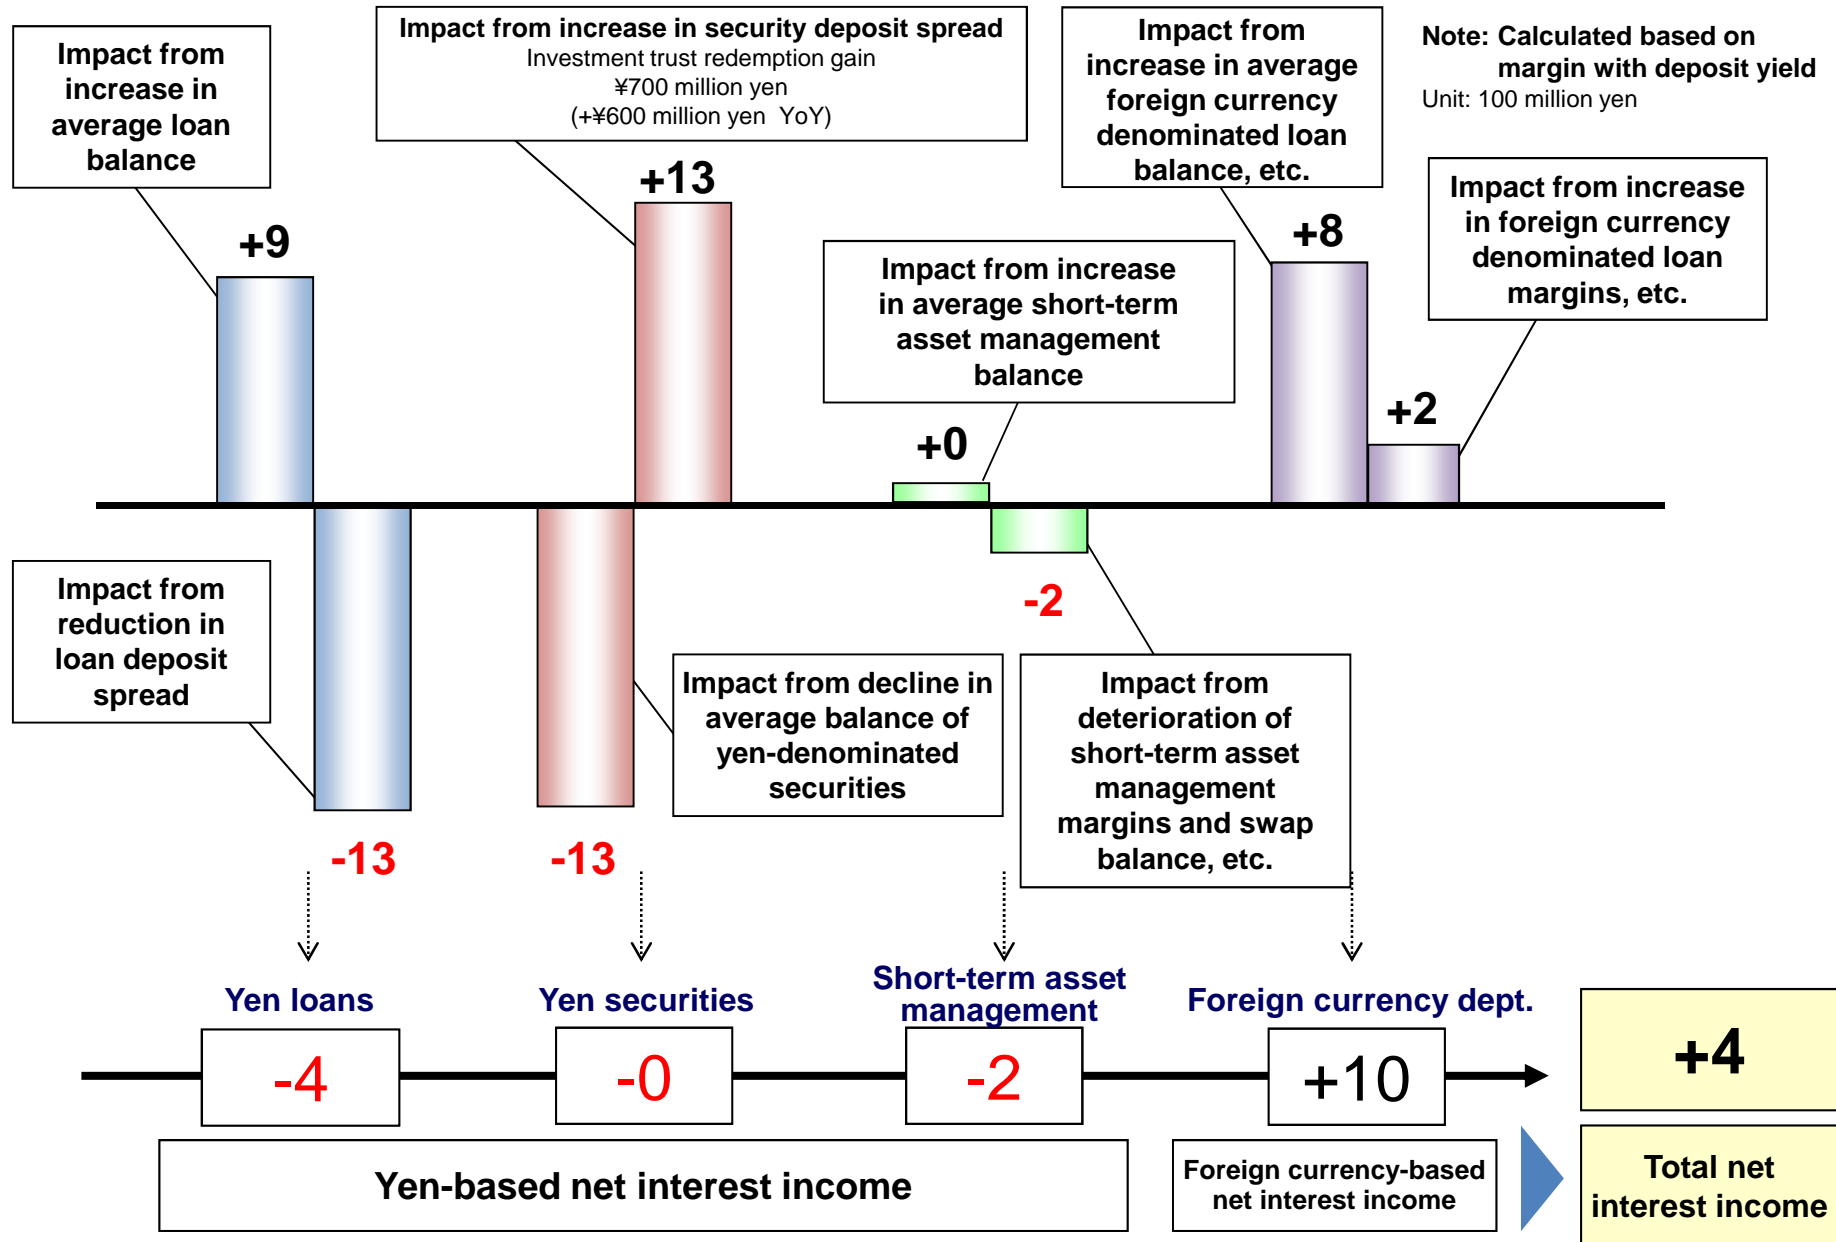 Impact from
increase in
average loan
balance
Impact from increase in security deposit spread
Investment trust redemption gain
¥700 million yen
(+¥600 million yen  YoY)
Impact from
increase in average
foreign currency
denominated loan
balance, etc.
Note: Calculated based on
margin with deposit yield
Unit: 100 million yen
Impact from increase
in foreign currency
denominated loan
margins, etc.
+9
+13
Impact from increase
in average short-term
asset management
balance
+8
+2
+0
-2
Impact from
reduction in
loan deposit
spread
Impact from decline in
average balance of
yen-denominated
securities
Impact from
deterioration of
short-term asset
management
margins and swap
balance, etc.
-13
-13
Yen loans
Yen securities
Short-term asset
management
Foreign currency dept.
-4
-0
-2
+10
+4
Yen-based net interest income
Foreign currency-based
net interest income
Total net
interest income